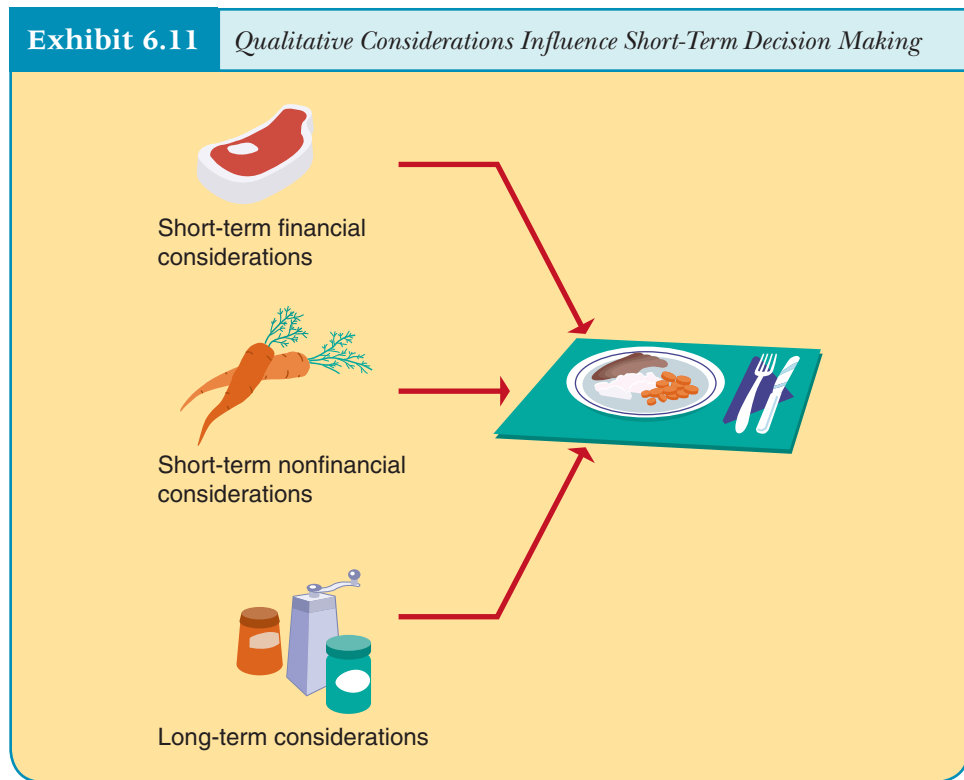 Exhibit 6.11
Qualitative Considerations Influence Short-Term Decision Making
Short-term financial
considerations
Short-term nonfinancial
considerations
Long-term considerations